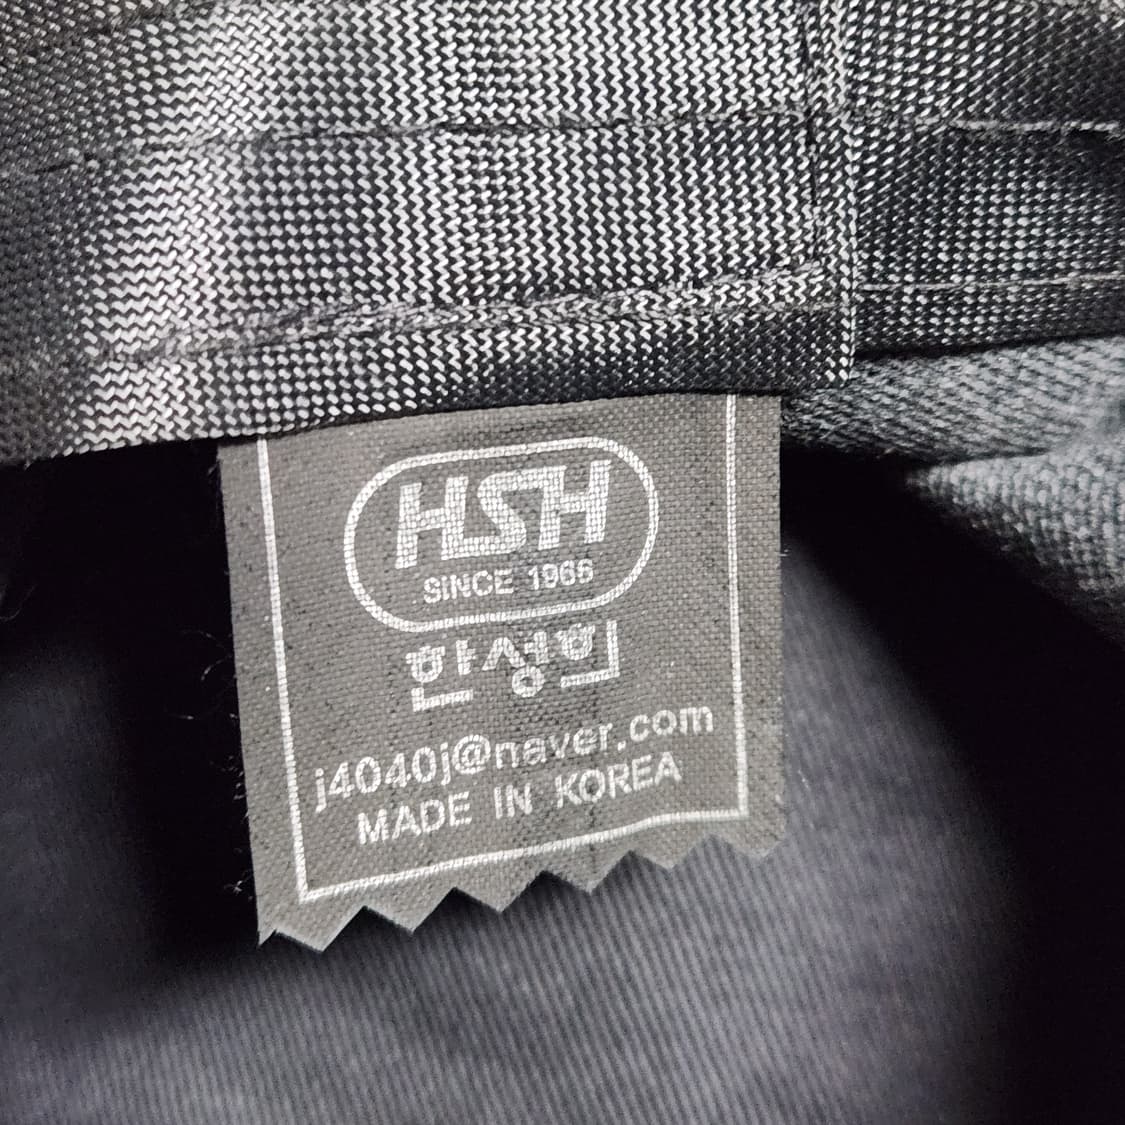 HSH
SINCE 1966
한성희
j4040j@naver.com
MADE IN KOREA